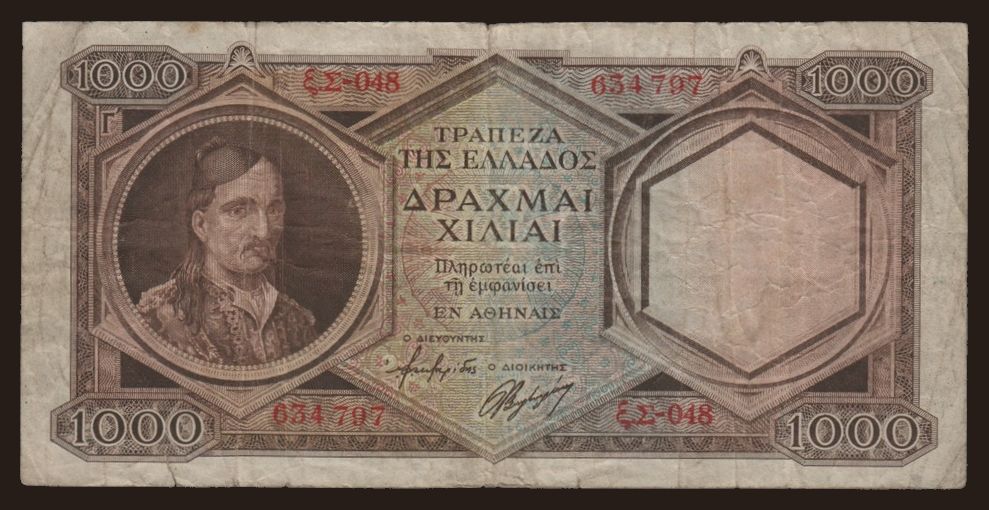 1000 ξΣ-048 634 797 1000
Γ
ΤΡΑΠΕΖΑ
ΤΗΣ ΕΛΛΑΔΟΣ
ΔΡΑΧΜΑΙ
ΧΙΛΙΑΙ
Πληρωτέαι ἐπὶ
τῇ ἐμφανίσει
ΕΝ ΑΘΗΝΑΙΣ
Ο ΔΙΕΥΘΥΝΤΗΣ
Ο ΔΙΟΙΚΗΤΗΣ
1000 634 797 ξΣ-048 1000